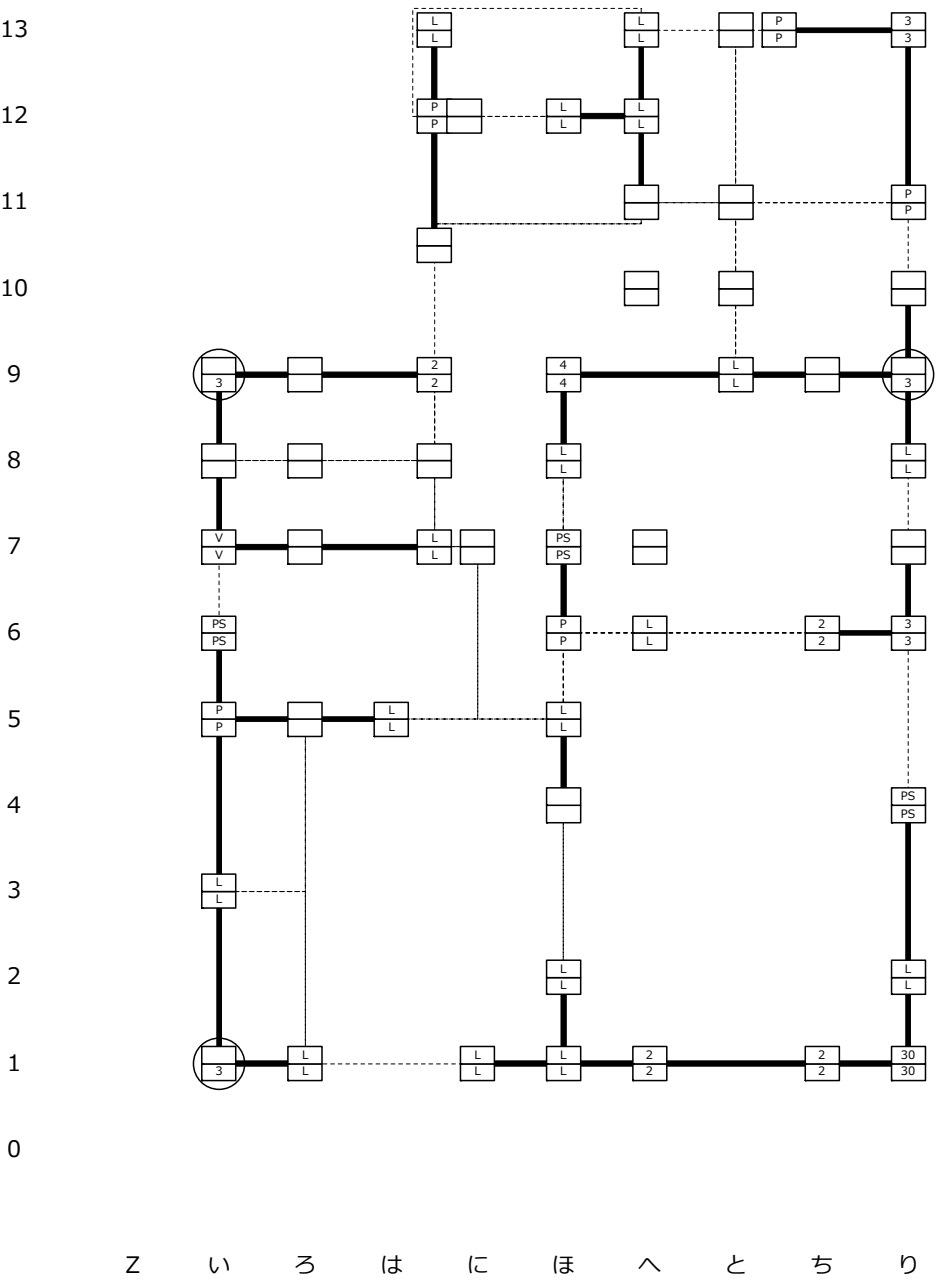 13 L L P 3
L L P 3
12 P L L
P L L
11 P
P
10
9 2 4 L
3 2 4 L 3
8 L L
L L
7 V L PS
V L PS
6 PS P L 2 3
PS P L 2 3
5 P L L
P L L
4 PS
PS
3 L
L
2 L L
L L
1 L L L 2 2 30
3 L L L 2 2 30
0
Z い ろ は に ほ へ と ち り